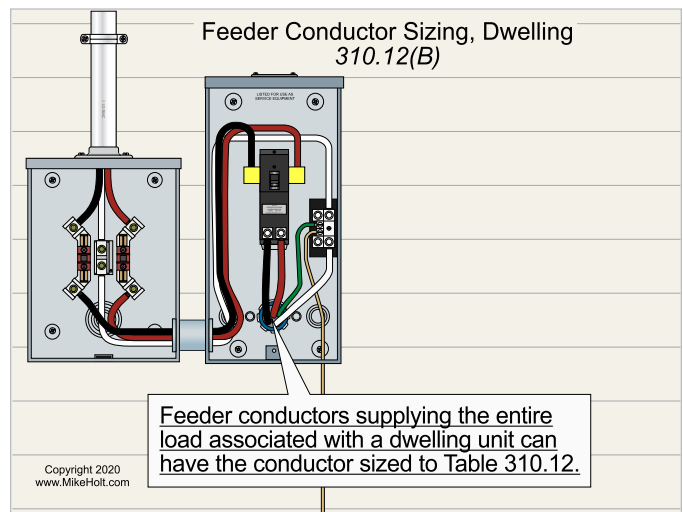 Feeder Conductor Sizing, Dwelling
310.12(B)
LISTED FOR USE AS
SERVICE EQUIPMENT
Feeder conductors supplying the entire
load associated with a dwelling unit can
have the conductor sized to Table 310.12.
Copyright 2020
www.MikeHolt.com